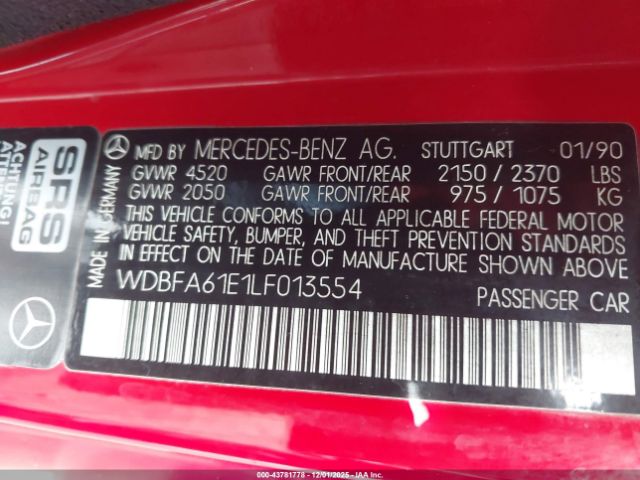 ACHTUNG!
ATTE
SRS
AIRBAG
MADE IN GERMANY
MFD BY MERCEDES-BENZ AG. STUTTGART 01/90
GVWR 4520 GAWR FRONT/REAR 2150 / 2370 LBS
GVWR 2050 GAWR FRONT/REAR 975 / 1075 KG
THIS VEHICLE CONFORMS TO ALL APPLICABLE FEDERAL MOTOR
VEHICLE SAFETY, BUMPER, AND THEFT PREVENTION STANDARDS
IN EFFECT ON THE DATE OF MANUFACTURE SHOWN ABOVE
WDBFA61E1LF013554 PASSENGER CAR
FOR BUYER 43781778 - 12/01/2025 - IAA INC.